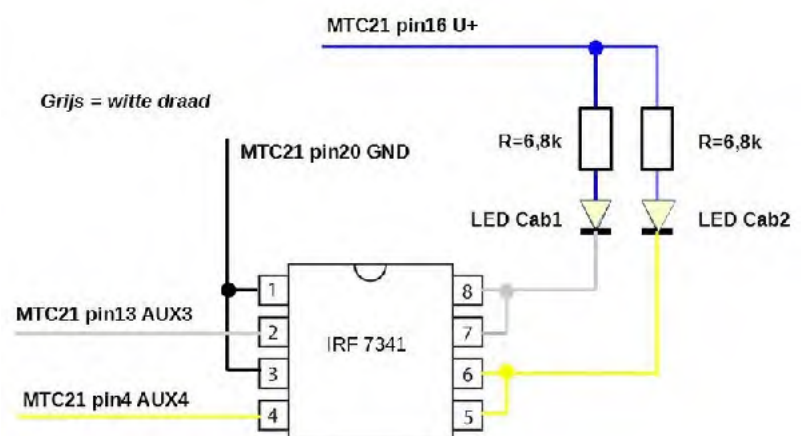 MTC21 pin16 U+
Grijs = witte draad
MTC21 pin20 GND
R=6,8k
R=6,8k
LED Cab1
LED Cab2
1
8
MTC21 pin13 AUX3
2
7
IRF 7341
3
6
MTC21 pin4 AUX4
4
5